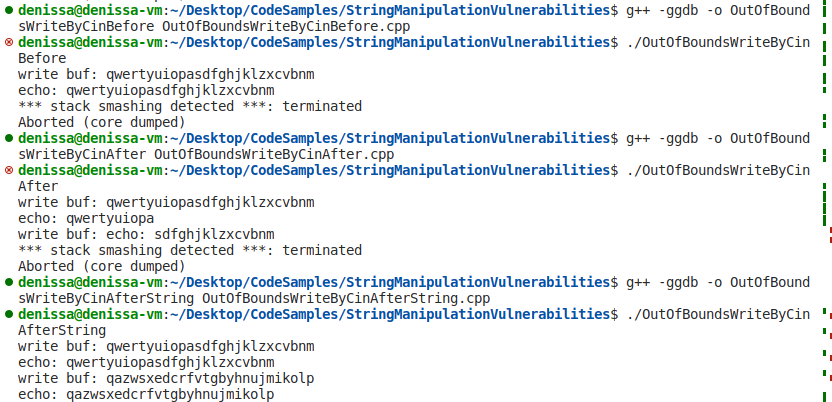 denissa@denissa-vm:~/Desktop/CodeSamples/StringManipulationVulnerabilities$ g++ -ggdb -o OutOfBound
sWriteByCinBefore OutOfBoundsWriteByCinBefore.cpp
denissa@denissa-vm:~/Desktop/CodeSamples/StringManipulationVulnerabilities$ ./OutOfBoundsWriteByCin
Before
write buf: qwertyuiopasdfghjklzxcvbnm
echo: qwertyuiopasdfghjklzxcvbnm
*** stack smashing detected ***: terminated
Aborted (core dumped)
denissa@denissa-vm:~/Desktop/CodeSamples/StringManipulationVulnerabilities$ g++ -ggdb -o OutOfBound
sWriteByCinAfter OutOfBoundsWriteByCinAfter.cpp
denissa@denissa-vm:~/Desktop/CodeSamples/StringManipulationVulnerabilities$ ./OutOfBoundsWriteByCin
After
write buf: qwertyuiopasdfghjklzxcvbnm
echo: qwertyuiopa
write buf: echo: sdfghjklzxcvbnm
*** stack smashing detected ***: terminated
Aborted (core dumped)
denissa@denissa-vm:~/Desktop/CodeSamples/StringManipulationVulnerabilities$ g++ -ggdb -o OutOfBound
sWriteByCinAfterString OutOfBoundsWriteByCinAfterString.cpp
denissa@denissa-vm:~/Desktop/CodeSamples/StringManipulationVulnerabilities$ ./OutOfBoundsWriteByCin
AfterString
write buf: qwertyuiopasdfghjklzxcvbnm
echo: qwertyuiopasdfghjklzxcvbnm
write buf: qazwsxedcrfvtgbyhnujmikolp
echo: qazwsxedcrfvtgbyhnujmikolp